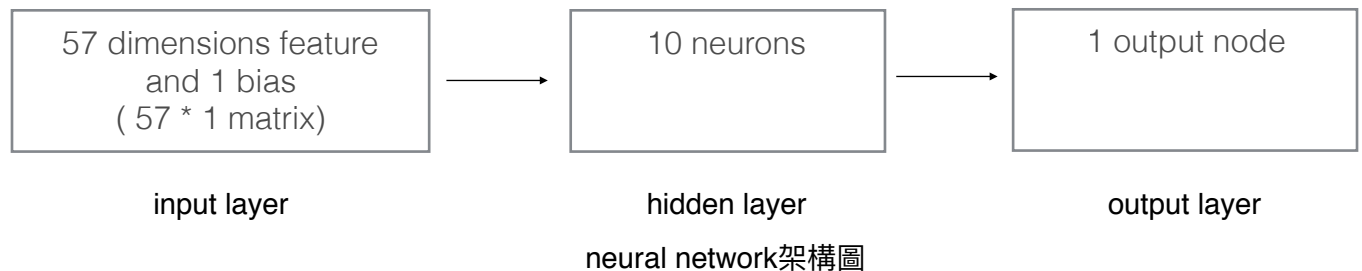 57 dimensions feature
and 1 bias
( 57 * 1 matrix)
10 neurons
1 output node
input layer
hidden layer
output layer
neural network架構圖